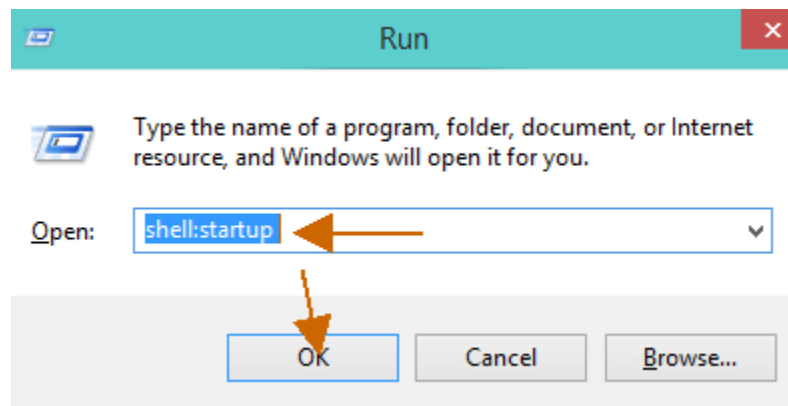 Run
Type the name of a program, folder, document, or Internet
resource, and Windows will open it for you.
Open:
shell:startup
OK
Cancel
Browse...